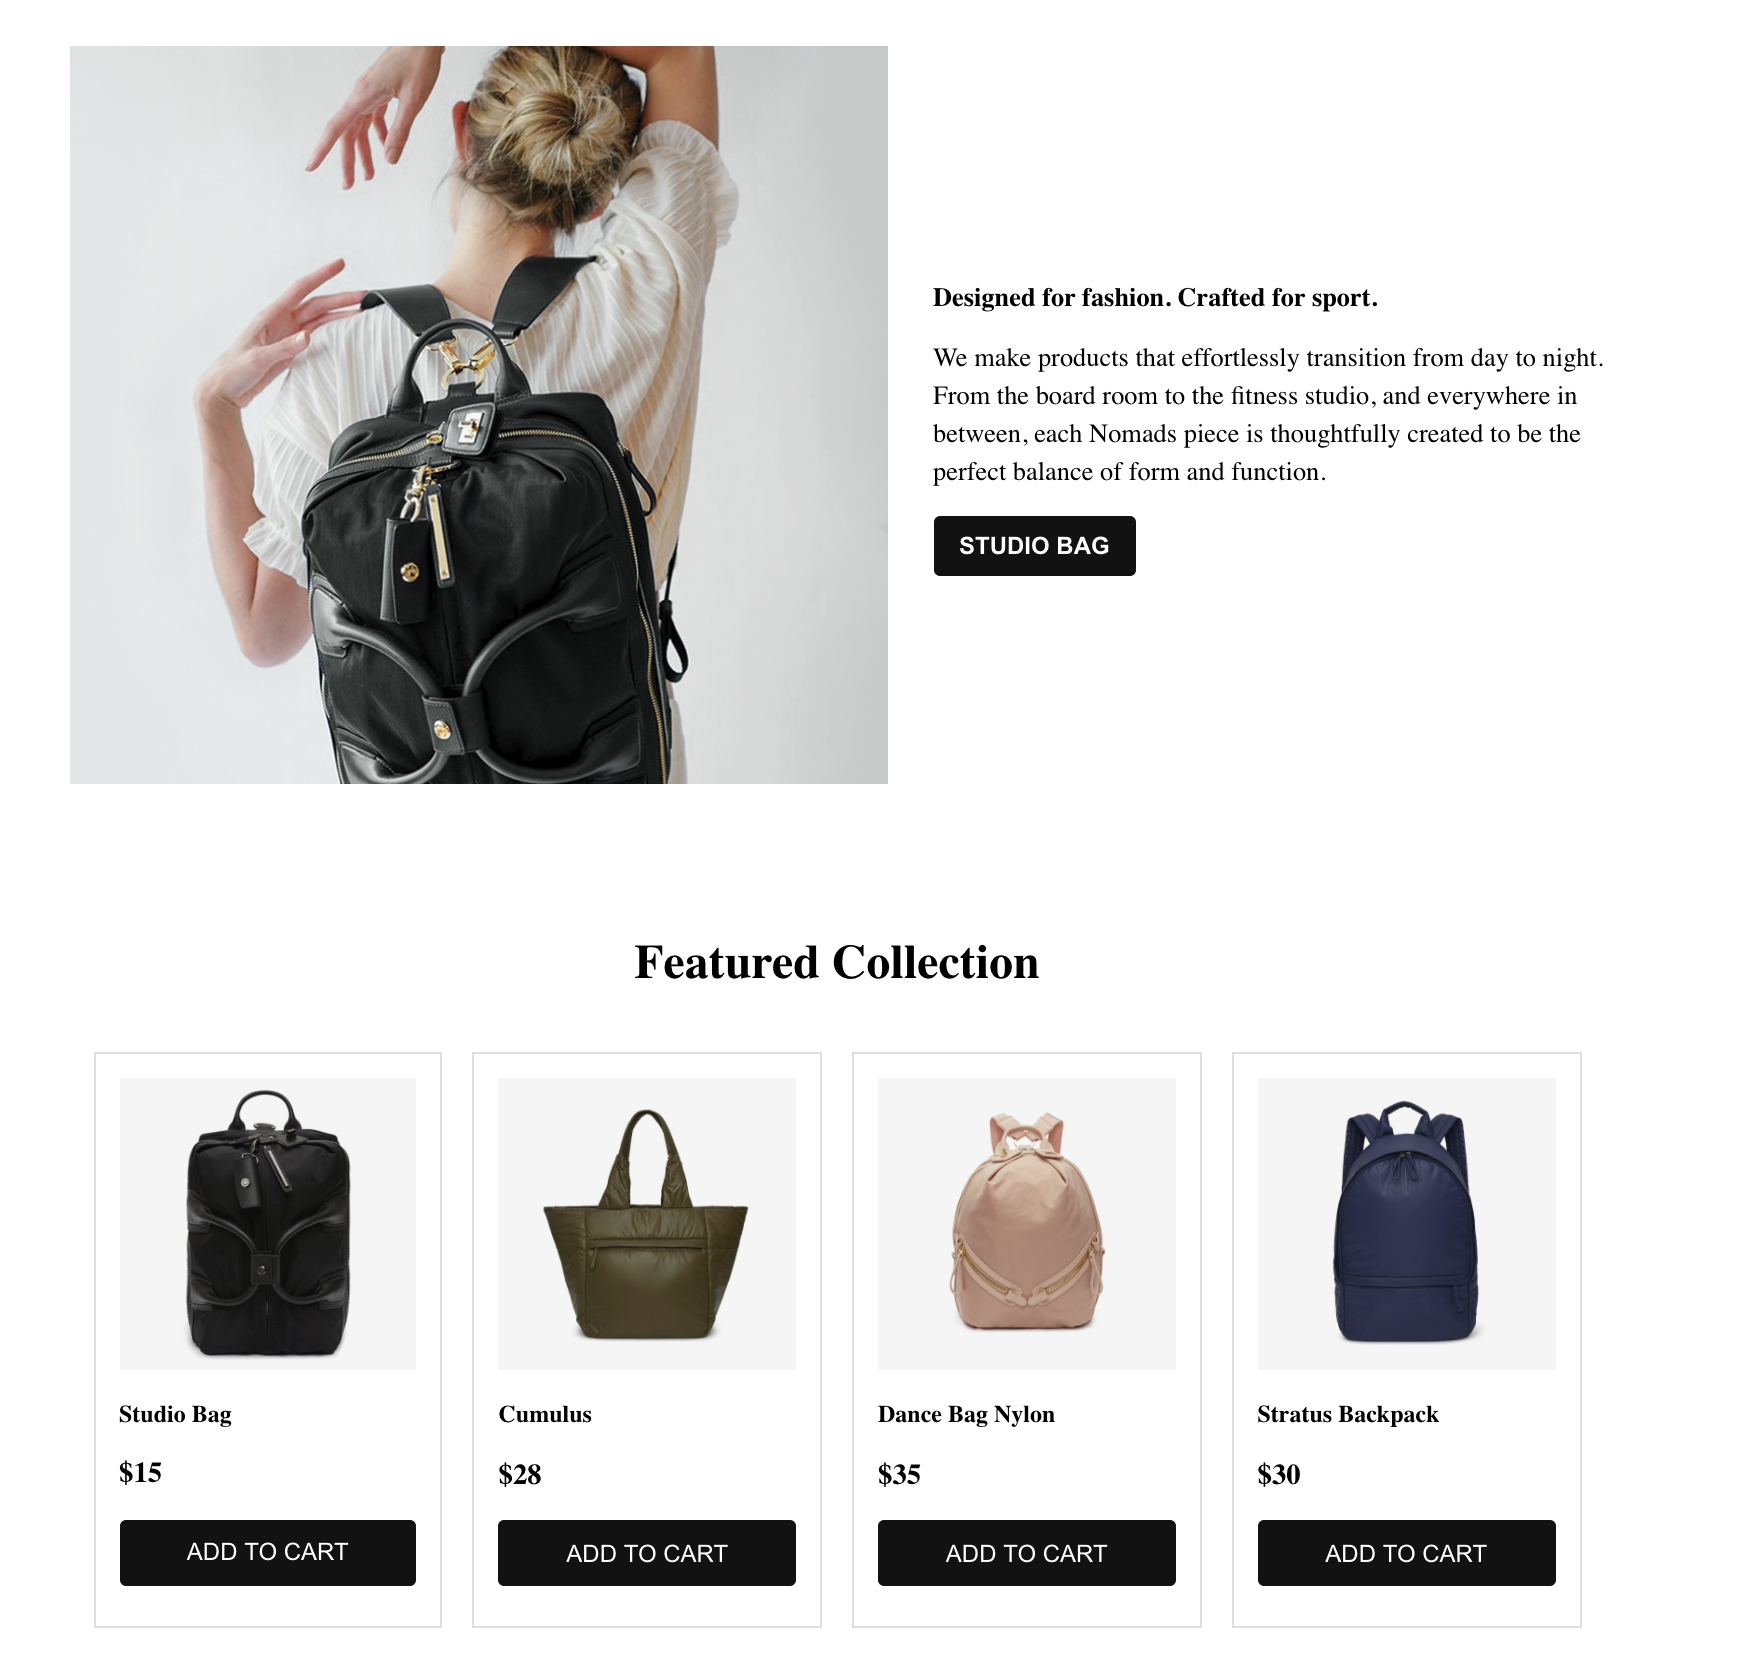 Designed for fashion. Crafted for sport.
We make products that effortlessly transition from day to night.
From the board room to the fitness studio, and everywhere in
between, each Nomads piece is thoughtfully created to be the
perfect balance of form and function.
STUDIO BAG
Featured Collection
Studio Bag
$15
ADD TO CART
Cumulus
$28
ADD TO CART
Dance Bag Nylon
$35
ADD TO CART
Stratus Backpack
$30
ADD TO CART